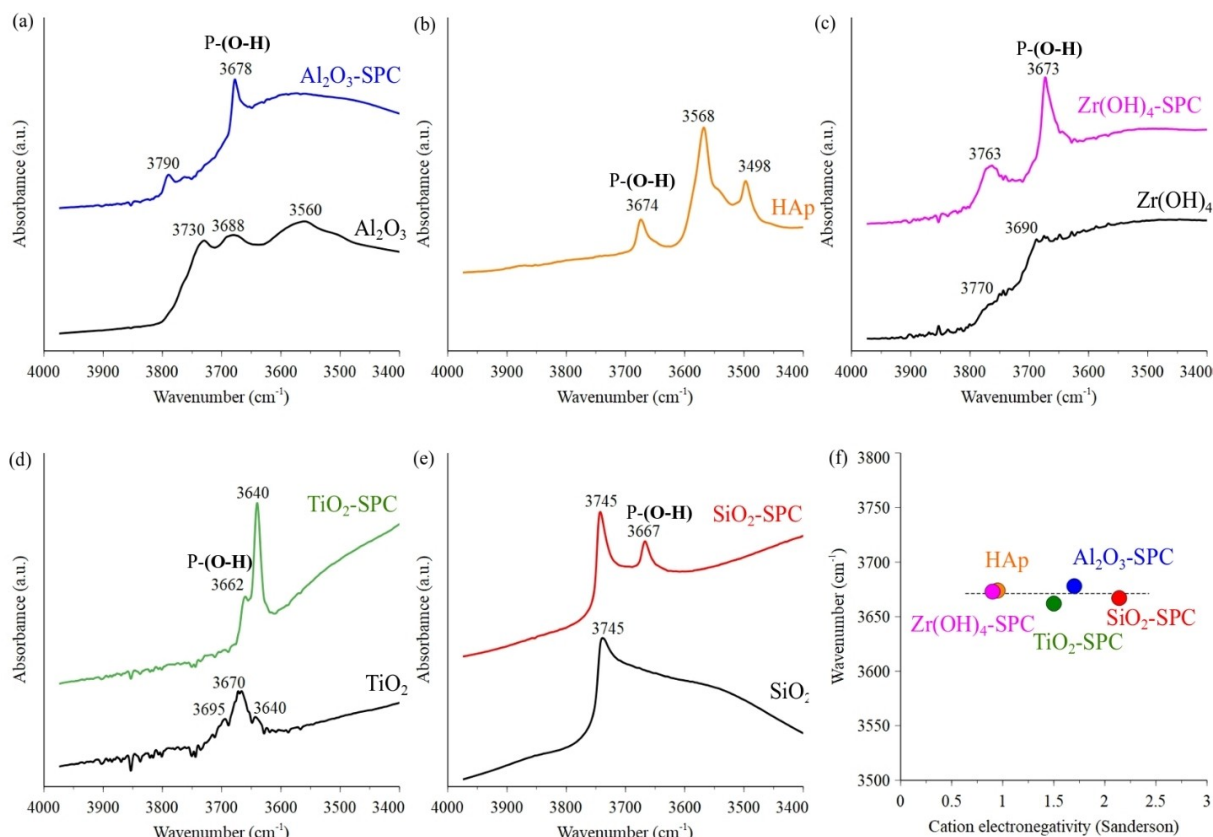 (a)
P-(O-H)
3678
Al₂O₃-SPC
3790
3730
3688
3560
Al₂O₃
Absorbance (a.u.)
4000 3900 3800 3700 3600 3500 3400
Wavenumber (cm⁻¹)
(b)
3568
P-(O-H)
3674
3498
HAp
Absorbance (a.u.)
4000 3900 3800 3700 3600 3500 3400
Wavenumber (cm⁻¹)
(c)
P-(O-H)
3673
Zr(OH)₄-SPC
3763
Zr(OH)₄
3690
3770
Absorbance (a.u.)
4000 3900 3800 3700 3600 3500 3400
Wavenumber (cm⁻¹)
(d)
3640
TiO₂-SPC
P-(O-H)
3662
3670
TiO₂
3695
3640
Absorbance (a.u.)
4000 3900 3800 3700 3600 3500 3400
Wavenumber (cm⁻¹)
(e)
3745
SiO₂-SPC
P-(O-H)
3667
3745
SiO₂
Absorbance (a.u.)
4000 3900 3800 3700 3600 3500 3400
Wavenumber (cm⁻¹)
(f)
3800
3750
3700
3650
3600
3550
3500
Wavenumber (cm⁻¹)
HAp
Al₂O₃-SPC
Zr(OH)₄-SPC
SiO₂-SPC
TiO₂-SPC
0 0.5 1 1.5 2 2.5 3
Cation electronegativity (Sanderson)